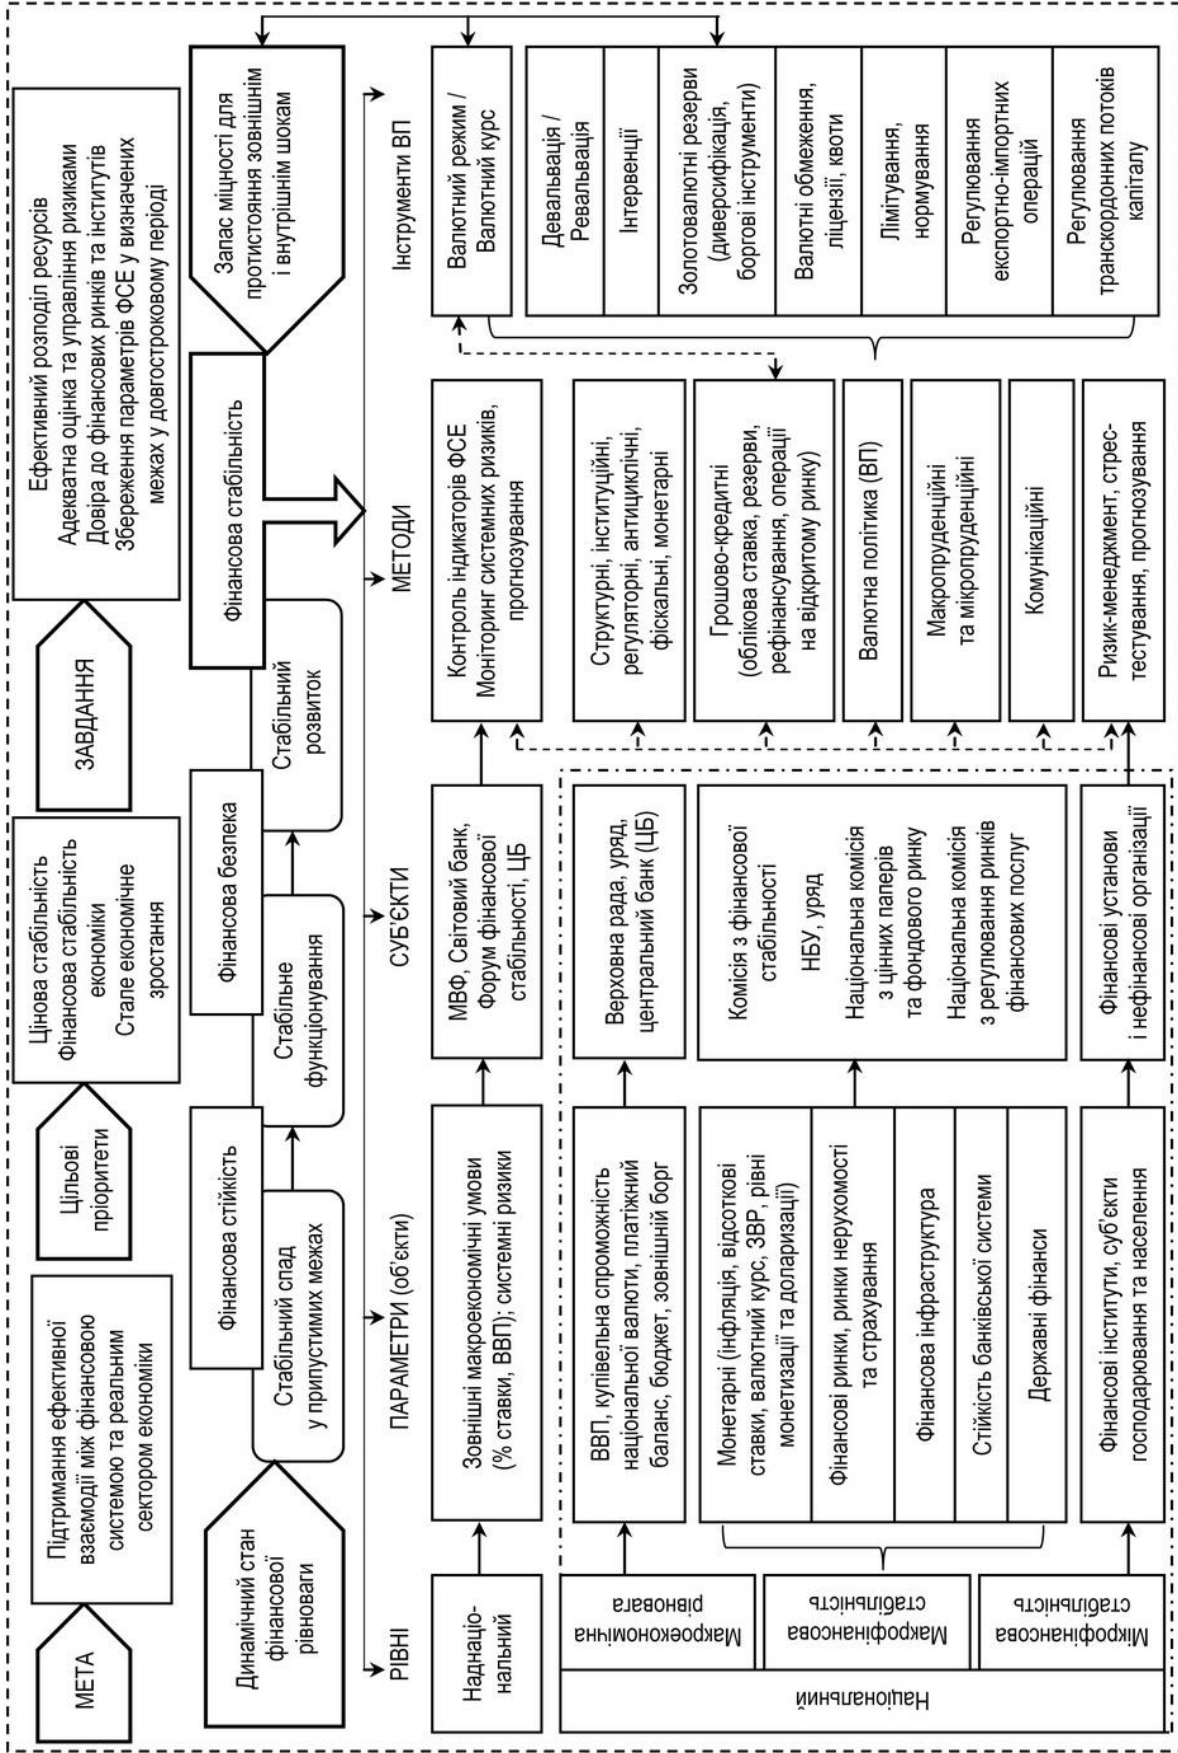 МЕТА
Підтримання ефективної
взаємодії між фінансовою
системою та реальним
сектором економіки
Цільові
пріоритети
Цінова стабільність
Фінансова стабільність
економіки
Стале економічне
зростання
ЗАВДАННЯ
Ефективний розподіл ресурсів
Адекватна оцінка та управління ризиками
Довіра до фінансових ринків та інститутів
Збереження параметрів ФСЕ у визначених
межах у довгостроковому періоді
Динамічний стан
фінансової
рівноваги
Фінансова стійкість
Стабільний спад
у припустимих межах
Стабільне
функціонування
Фінансова безпека
Стабільний
розвиток
Фінансова стабільність
Запас міцності для
протистояння зовнішнім
і внутрішнім шокам
РІВНІ
ПАРАМЕТРИ (об’єкти)
СУБ’ЄКТИ
МЕТОДИ
Інструменти ВП
Наднаціо-
нальний
Зовнішні макроекономічні умови
(% ставки, ВВП); системні ризики
МВФ, Світовий банк,
Форум фінансової
стабільності, ЦБ
Контроль індикаторів ФСЕ
Моніторинг системних ризиків,
прогнозування
Валютний режим /
Валютний курс
Національний
Макроекономічна
рівновага
ВВП, купівельна спроможність
національної валюти, платіжний
баланс, бюджет, зовнішній борг
Верховна рада, уряд,
центральний банк (ЦБ)
Макрофінансова
стабільність
Монетарні (інфляція, відсоткові
ставки, валютний курс, ЗВР, рівні
монетизації та доларизації)
Фінансові ринки, ринки нерухомості
та страхування
Фінансова інфраструктура
Стійкість банківської системи
Державні фінанси
Комісія з фінансової
стабільності
НБУ, уряд
Національна комісія
з цінних паперів
та фондового ринку
Національна комісія
з регулювання ринків
фінансових послуг
Мікрофінансова
стабільність
Фінансові інститути, суб’єкти
господарювання та населення
Фінансові установи
і нефінансові організації
Структурні, інституційні,
регуляторні, антициклічні,
фіскальні, монетарні
Грошово-кредитні
(облікова ставка, резерви,
рефінансування, операції
на відкритому ринку)
Валютна політика (ВП)
Макропруденційні
та мікропруденційні
Комунікаційні
Ризик-менеджмент, стрес-
тестування, прогнозування
Девальвація /
Ревальвація
Інтервенції
Золотовалютні резерви
(диверсифікація,
боргові інструменти)
Валютні обмеження,
ліцензії, квоти
Лімітування,
нормування
Регулювання
експортно-імпортних
операцій
Регулювання
транскордонних потоків
капіталу